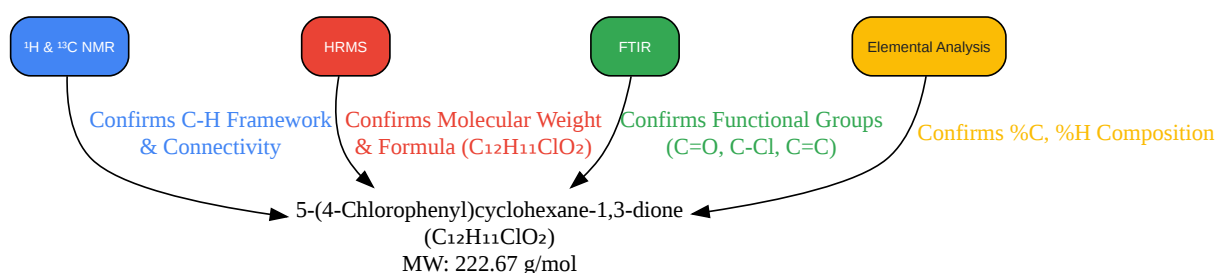 ¹H & ¹³C NMR
HRMS
FTIR
Elemental Analysis
Confirms C-H Framework
& Connectivity
Confirms Molecular Weight
& Formula (C₁₂H₁₁ClO₂)
Confirms Functional Groups
(C=O, C-Cl, C=C)
Confirms %C, %H Composition
5-(4-Chlorophenyl)cyclohexane-1,3-dione
(C₁₂H₁₁ClO₂)
MW: 222.67 g/mol